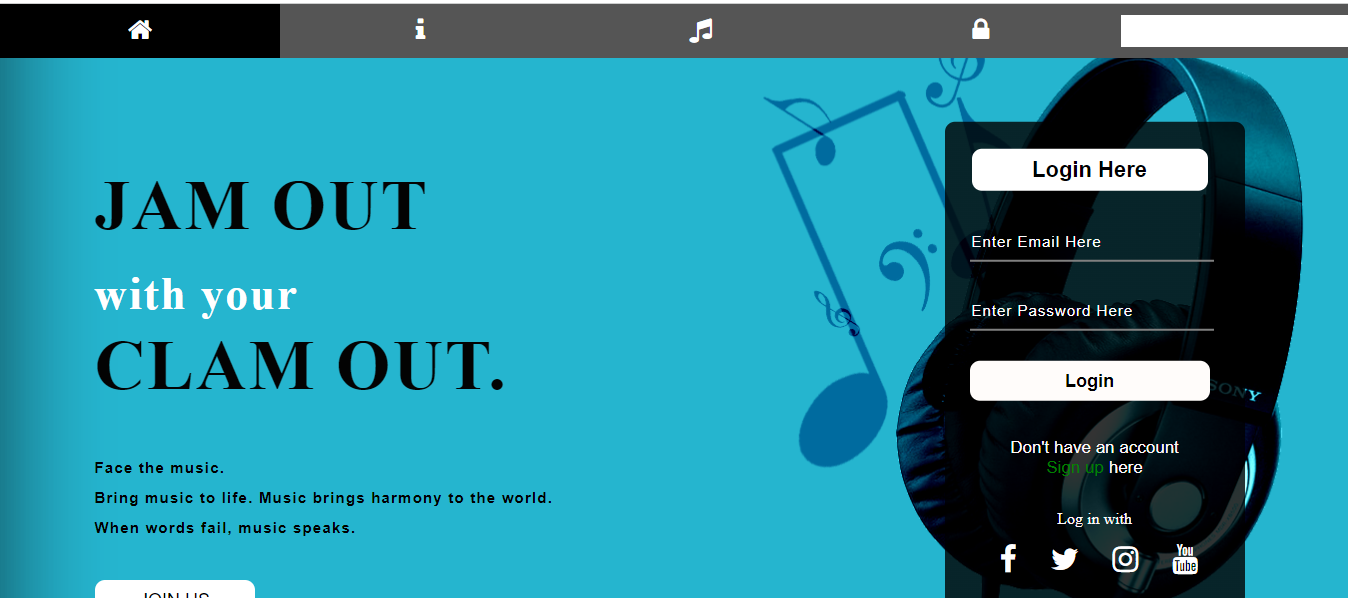 JAM OUT
with your
CLAM OUT.
Face the music.
Bring music to life. Music brings harmony to the world.
When words fail, music speaks.
JOIN US
Login Here
Enter Email Here
Enter Password Here
Login
SONY
Don't have an account
Sign up here
Log in with
You
Tube